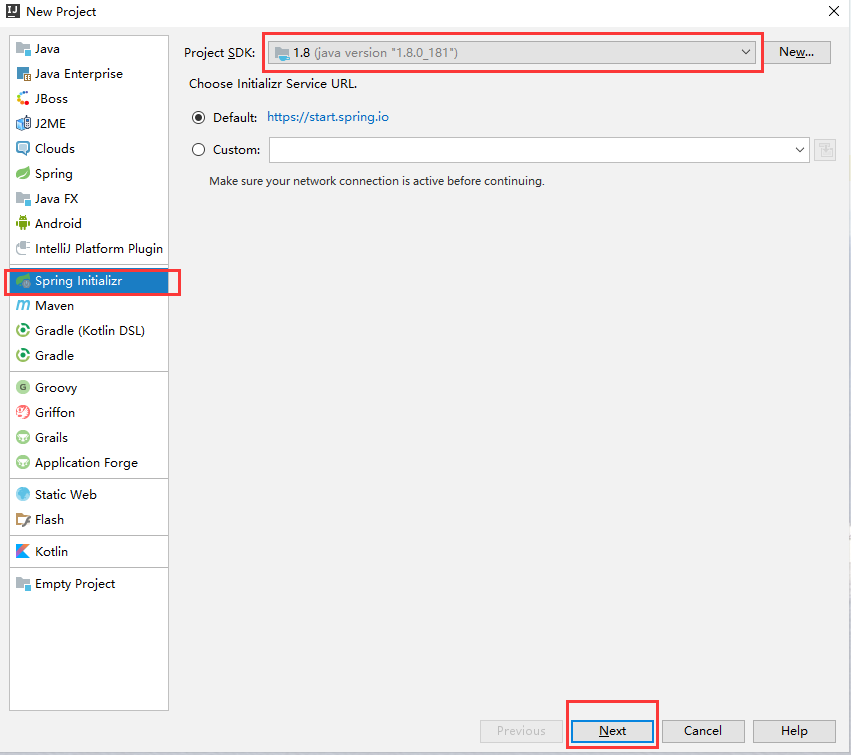 New Project
Java
Java Enterprise
JBoss
J2ME
Clouds
Spring
Java FX
Android
IntelliJ Platform Plugin
Spring Initializr
Maven
Gradle (Kotlin DSL)
Gradle
Groovy
Griffon
Grails
Application Forge
Static Web
Flash
Kotlin
Empty Project
Project SDK: 1.8 (java version "1.8.0_181") New...
Choose Initializr Service URL.
Default: https://start.spring.io
Custom:
Make sure your network connection is active before continuing.
Previous Next Cancel Help